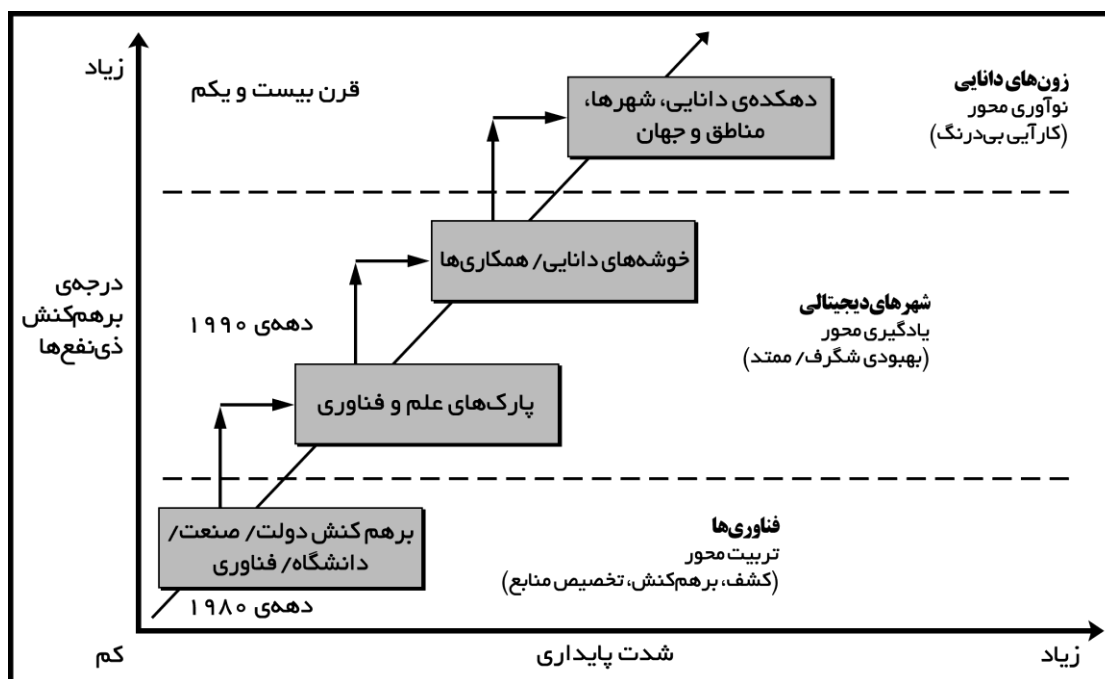 زیاد
قرن بیست و یکم
دهکده‌ی دانایی، شهرها،
مناطق و جهان
زون‌های دانایی
نوآوری محور
(کارآیی بی‌درنگ)
درجه‌ی
برهم‌کنش
ذی‌نفع‌ها
خوشه‌های دانایی/ همکاری‌ها
دهه‌ی ۱۹۹۰
شهرهای دیجیتالی
یادگیری محور
(بهبودی شگرف/ ممتد)
پارک‌های علم و فناوری
برهم کنش دولت/ صنعت/
دانشگاه/ فناوری
فناوری‌ها
تربیت محور
(کشف، برهم‌کنش، تخصیص منابع)
دهه‌ی ۱۹۸۰
کم
شدت پایداری
زیاد